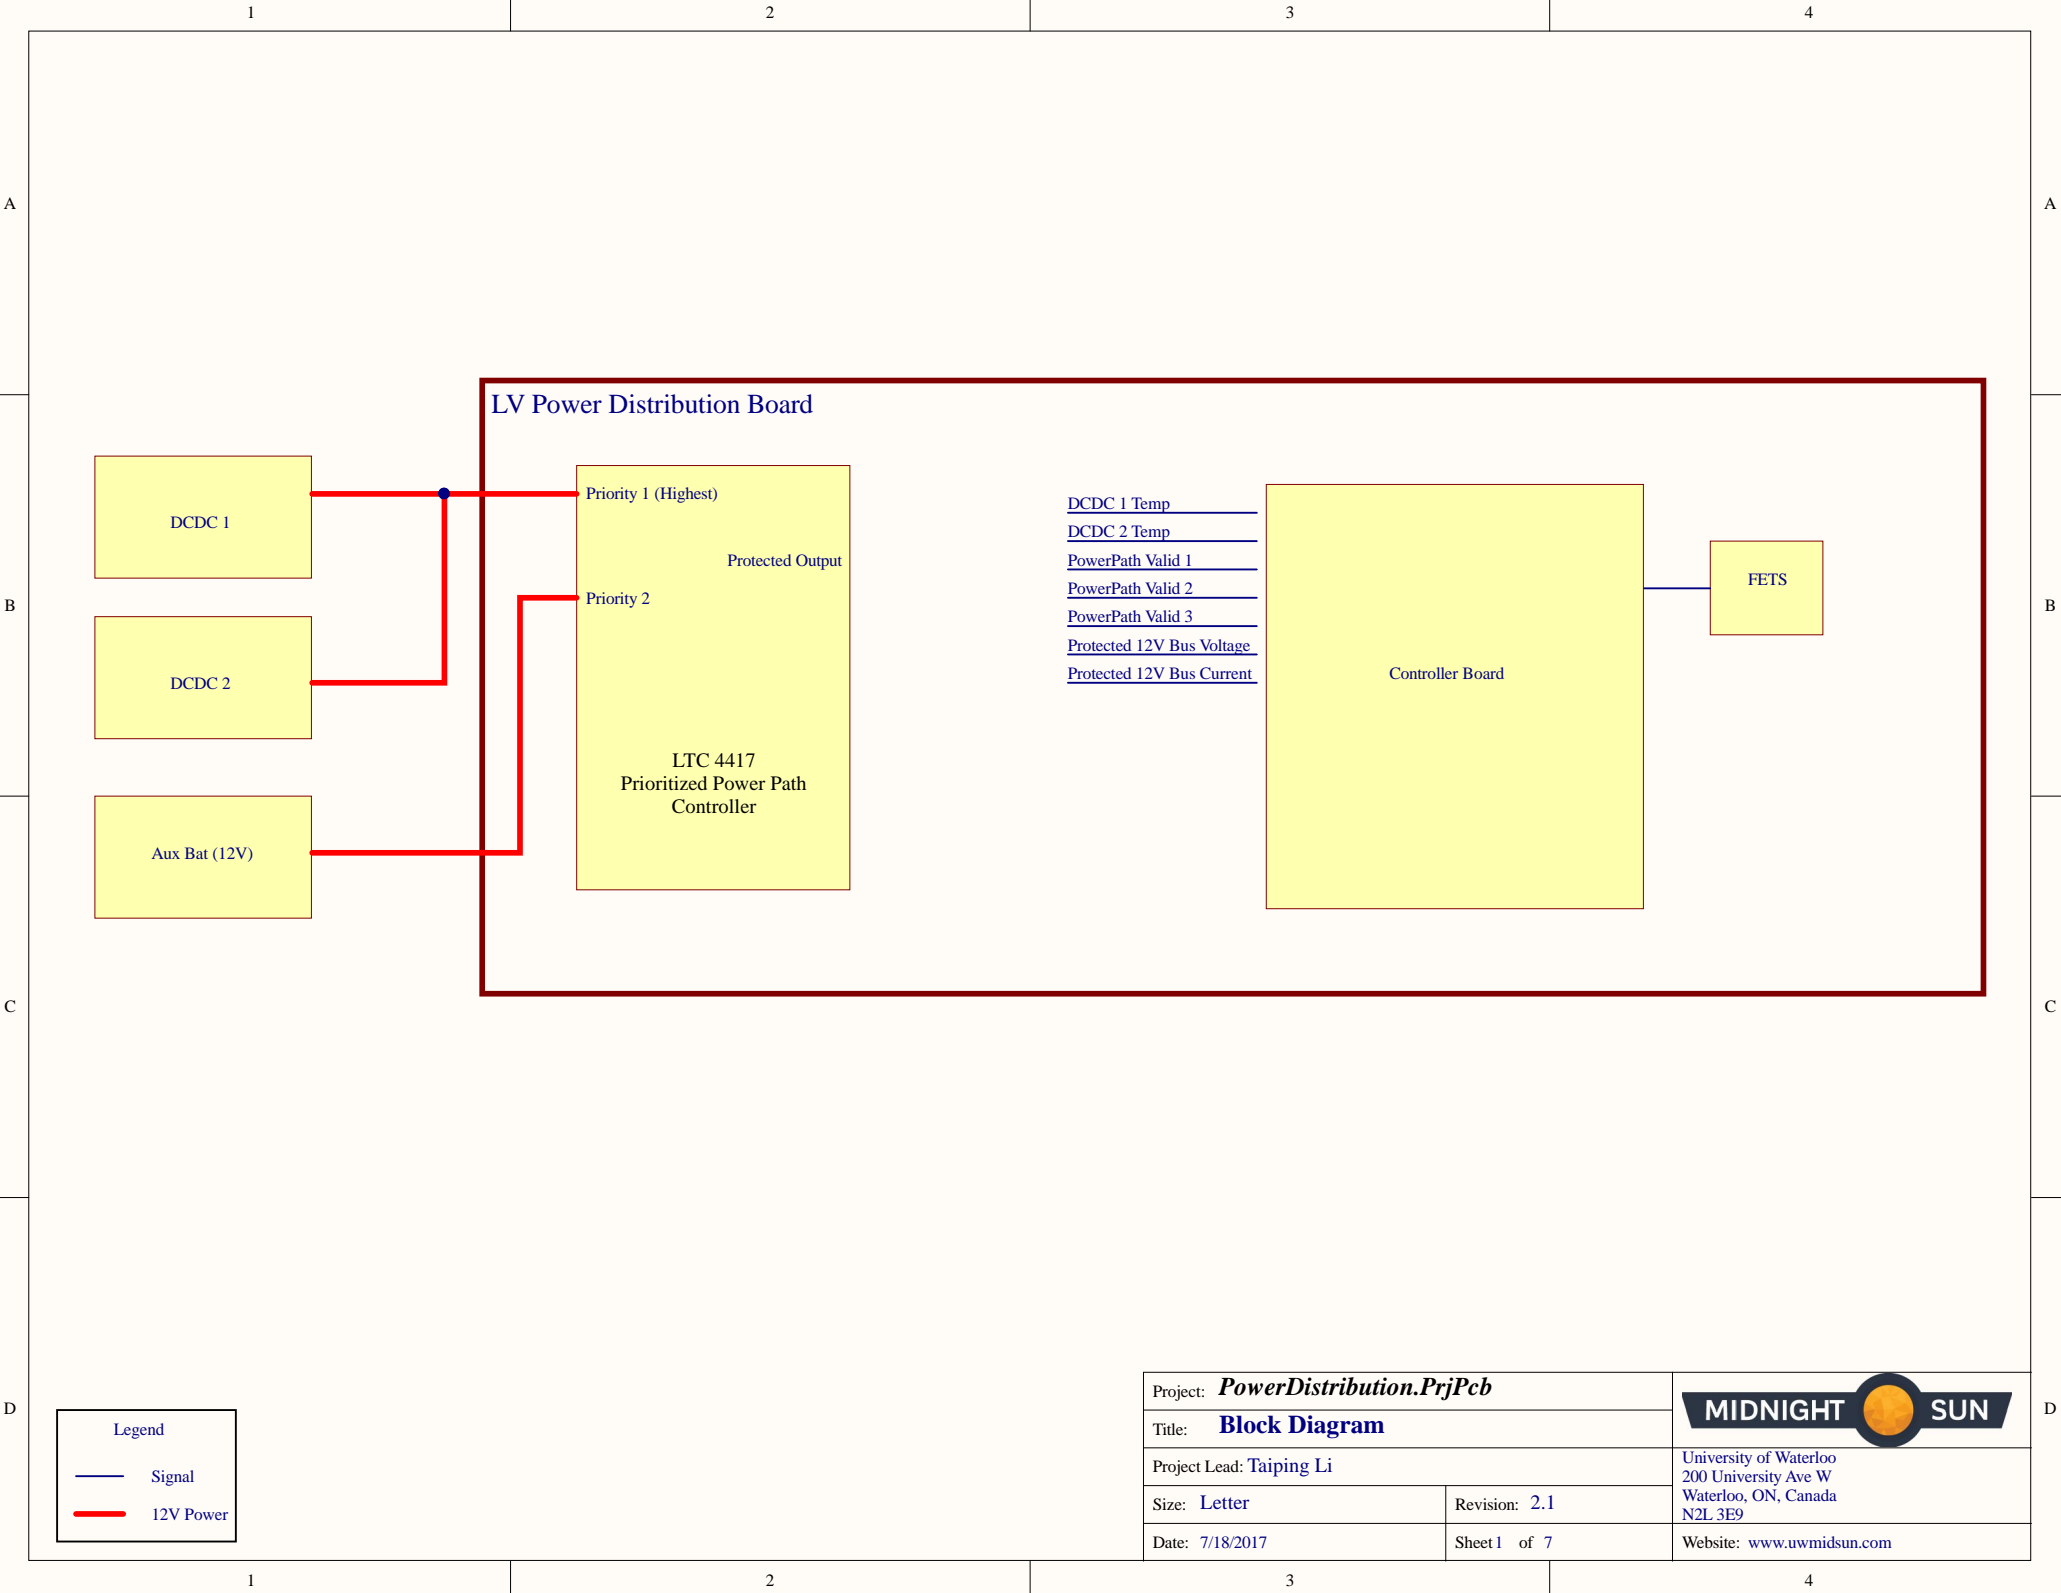 1 2 3 4
A A
LV Power Distribution Board
DCDC 1
Priority 1 (Highest)
Protected Output
Priority 2
DCDC 1 Temp
DCDC 2 Temp
PowerPath Valid 1
PowerPath Valid 2
PowerPath Valid 3
Protected 12V Bus Voltage
Protected 12V Bus Current
FETS
B B
DCDC 2
Controller Board
LTC 4417
Prioritized Power Path
Controller
Aux Bat (12V)
C C
Legend
Signal
12V Power
D D
Project: PowerDistribution.PrjPcb
Title: Block Diagram
Project Lead: Taiping Li
Size: Letter Revision: 2.1
Date: 7/18/2017 Sheet 1 of 7
MIDNIGHT SUN
University of Waterloo
200 University Ave W
Waterloo, ON, Canada
N2L 3E9
Website: www.uwmidsun.com
1 2 3 4